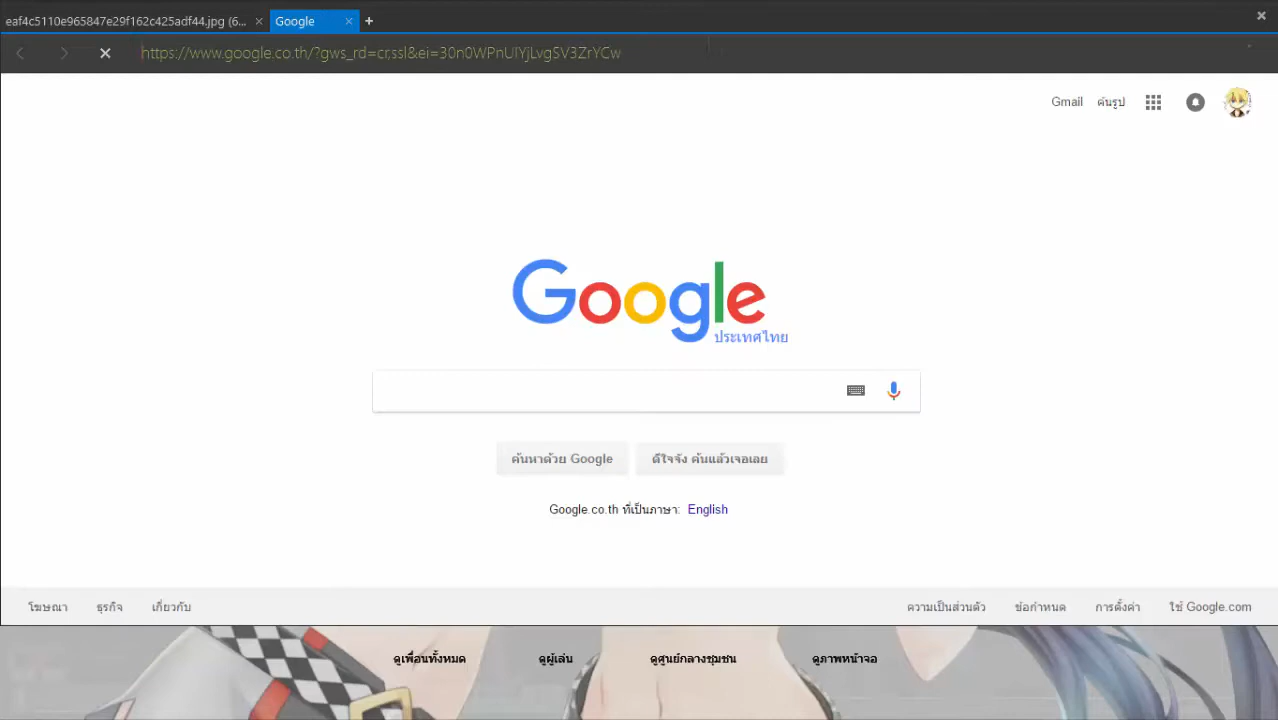 eaf4c5110e965847e29f162c425adf44.jpg (6...
Google
https://www.google.co.th/?gws_rd=cr,ssl&ei=30n0WPnUIYjLvgSV3ZrYCw
Gmail ค้นรูป
Google
ประเทศไทย
ค้นหาด้วย Google ดีใจจัง ค้นแล้วเจอเลย
Google.co.th ที่เป็นภาษา: English
โฆษณา ธุรกิจ เกี่ยวกับ ความเป็นส่วนตัว ข้อกำหนด การตั้งค่า ใช้ Google.com
ดูเพื่อนทั้งหมด ดูผู้เล่น ดูศูนย์กลางชุมชน ดูภาพหน้าจอ